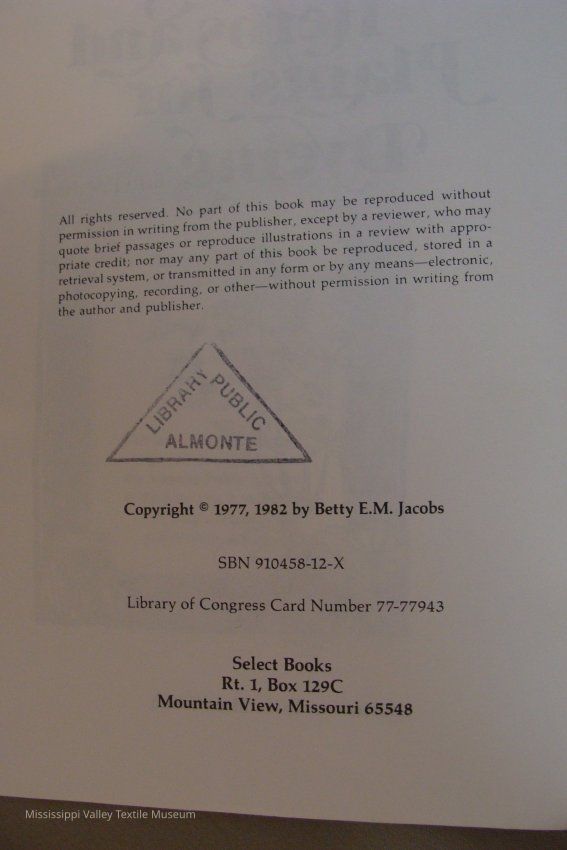 All rights reserved. No part of this book may be reproduced without
permission in writing from the publisher, except by a reviewer, who may
quote brief passages or reproduce illustrations in a review with appro-
priate credit; nor may any part of this book be reproduced, stored in a
retrieval system, or transmitted in any form or by any means—electronic,
photocopying, recording, or other—without permission in writing from
the author and publisher.
LIBRARY PUBLIC
ALMONTE
Copyright © 1977, 1982 by Betty E.M. Jacobs
SBN 910458-12-X
Library of Congress Card Number 77-77943
Select Books
Rt. 1, Box 129C
Mountain View, Missouri 65548
Mississippi Valley Textile Museum